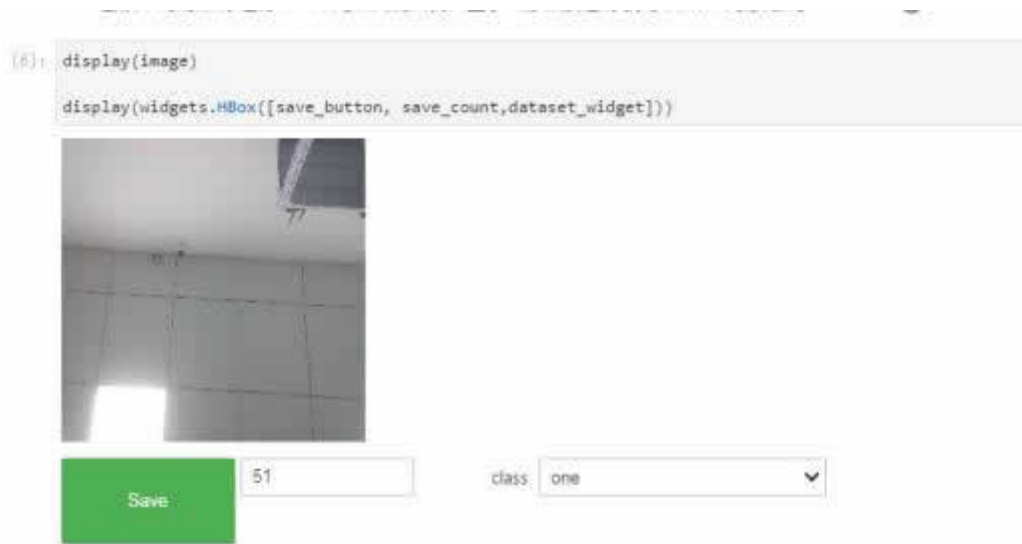 [6]: display(image)
display(widgets.HBox([save_button, save_count,dataset_widget]))
Save
51
class
one